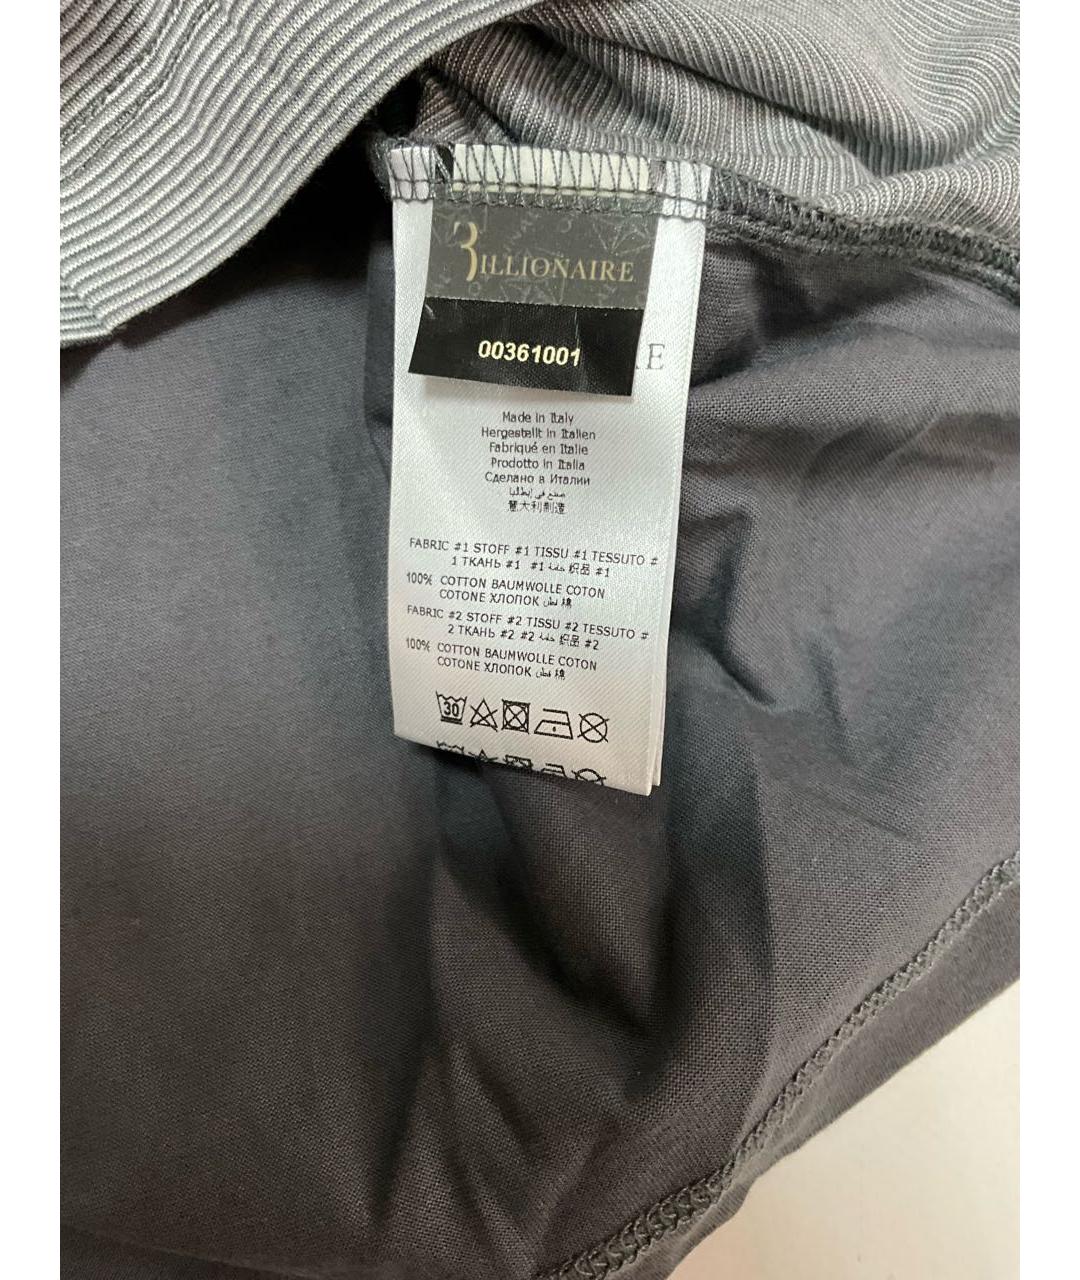 BILLIONAIRE
00361001
RE
Made in Italy
Hergestellt in Italien
Fabriqué en Italie
Prodotto in Italia
Сделано в Италии
صنع في إيطاليا
意大利制造
FABRIC #1 STOFF #1 TISSU #1 TESSUTO #
1 ТКАНЬ #1 #1 خامة 织品 #1
100% COTTON BAUMWOLLE COTON
COTONE ХЛОПОК قطن 棉
FABRIC #2 STOFF #2 TISSU #2 TESSUTO #
2 ТКАНЬ #2 #2 خامة 织品 #2
100% COTTON BAUMWOLLE COTON
COTONE ХЛОПОК قطن 棉
30